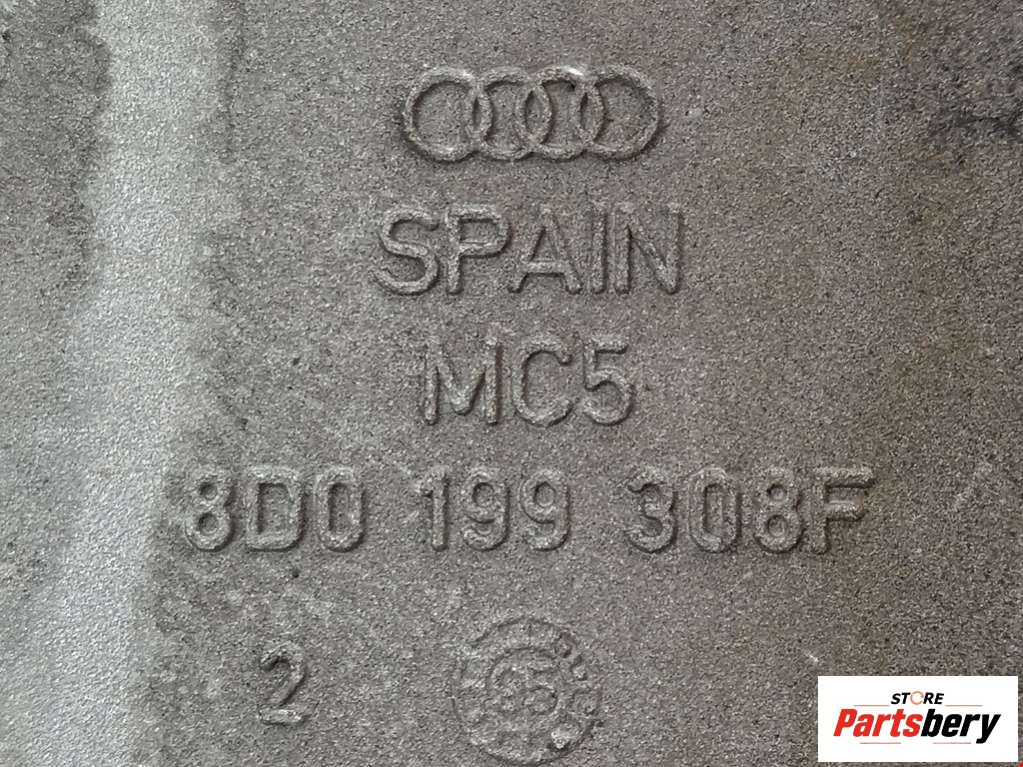 SPAIN
MC5
8D0 199 308F
2
STORE
Partsbery